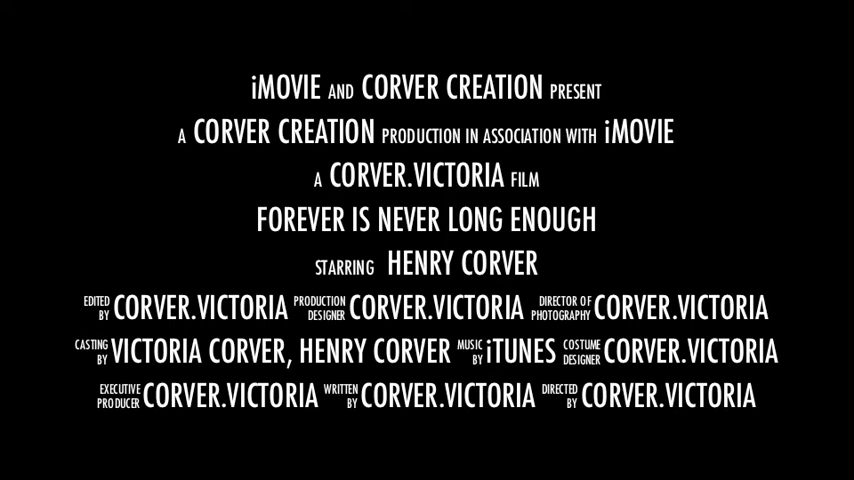 iMOVIE AND CORVER CREATION PRESENT
A CORVER CREATION PRODUCTION IN ASSOCIATION WITH iMOVIE
A CORVER.VICTORIA FILM
FOREVER IS NEVER LONG ENOUGH
STARRING HENRY CORVER
EDITED BY CORVER.VICTORIA PRODUCTION DESIGNER CORVER.VICTORIA DIRECTOR OF PHOTOGRAPHY CORVER.VICTORIA
CASTING BY VICTORIA CORVER, HENRY CORVER MUSIC BY iTUNES COSTUME DESIGNER CORVER.VICTORIA
EXECUTIVE PRODUCER CORVER.VICTORIA WRITTEN BY CORVER.VICTORIA DIRECTED BY CORVER.VICTORIA